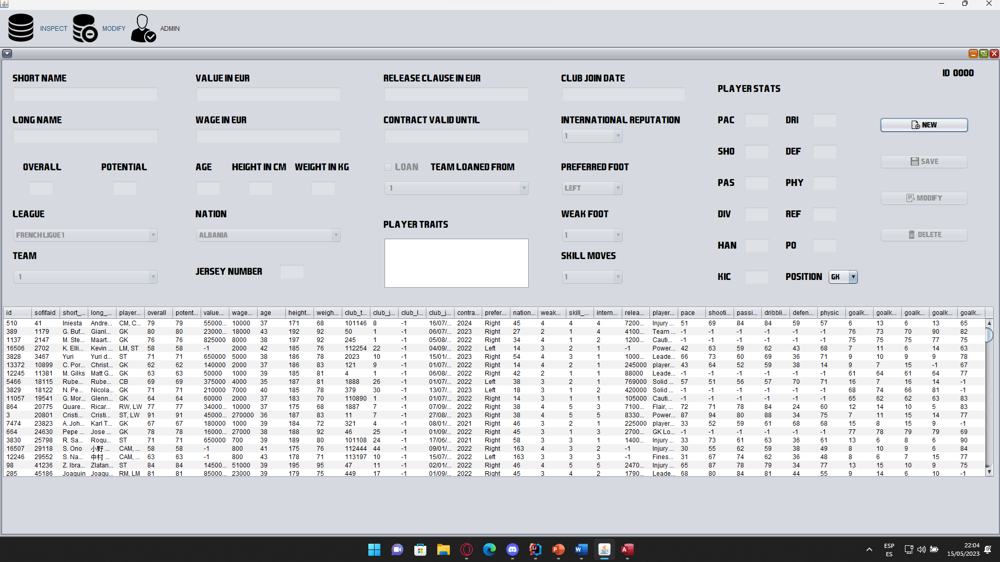 INSPECT MODIFY ADMIN
ID 0000
SHORT NAME VALUE IN EUR RELEASE CLAUSE IN EUR CLUB JOIN DATE
PLAYER STATS
LONG NAME WAGE IN EUR CONTRACT VALID UNTIL INTERNATIONAL REPUTATION PAC DRI
NEW
1
SHO DEF
SAVE
OVERALL POTENTIAL AGE HEIGHT IN CM WEIGHT IN KG LOAN TEAM LOANED FROM PREFERRED FOOT
PAS PHY
1 LEFT
MODIFY
LEAGUE NATION WEAK FOOT DIV REF
PLAYER TRAITS
FRENCH LIGUE 1 ALBANIA 1
DELETE
HAN PO
TEAM SKILL MOVES
JERSEY NUMBER
1 1
KIC POSITION GK
id sofifaid short_... long_... player... overall potent... value... wage... age height... weigh... club_t... club_j... club_l... club_j... contra... prefer... nation... weak... skill_... intern... relea... player... pace shooti... passi... dribbli... defen... physic goalk... goalk... goalk... goalk... goalk...
510 41 Iniesta Andre... CM, C... 79 79 55000... 10000 37 171 68 101146 8 -1 16/07/... 2024 Right 45 4 4 4 7200... Injury ... 51 69 84 84 59 57 6 13 6 13 65
389 1179 G. Buf... Gianl... GK 80 80 23000... 18000 43 192 92 50 1 -1 06/07/... 2023 Right 27 2 1 4 4100... Team ... -1 -1 -1 -1 -1 -1 76 73 70 90 82
1137 2147 M. Ste... Maart... GK 76 76 825000 8000 38 197 92 245 1 -1 05/08/... 2022 Right 34 4 1 2 1200... Cauti... -1 -1 -1 -1 -1 -1 75 75 75 77 75
16506 2702 K. Elli... Kevin ... LM, ST 58 58 -1 2000 42 185 76 112254 22 -1 04/09/... 2022 Left 14 3 2 1 -1 Power... 42 63 59 62 43 68 7 11 6 14 63
3828 3467 Yuri Yuri d... ST 71 71 650000 5000 38 186 78 2023 10 -1 15/01/... 2023 Right 54 4 3 1 1000... Leade... 66 73 60 69 36 71 9 10 9 9 78
13372 10899 C. Por... Christ... GK 62 62 140000 2000 37 186 83 121 9 -1 01/07/... 2022 Right 14 4 2 1 245000 player... 43 64 52 59 38 14 9 7 15 -1 67
12245 11381 M. Gilks Matt G... GK 63 63 50000 1000 39 185 81 4 1 -1 06/08/... 2022 Right 42 2 1 1 88000 Leade... -1 -1 -1 -1 -1 -1 61 64 61 64 77
5466 18115 Rube... Rube... CB 69 69 375000 4000 35 187 81 1888 26 -1 01/07/... 2022 Left 38 3 2 1 769000 Solid ... 57 51 56 57 70 71 16 7 16 14 -1
3829 18122 N. Pe... Nicola... GK 71 71 210000 7000 40 185 78 379 30 -1 13/07/... 2023 Left 18 3 1 2 420000 Solid ... -1 -1 -1 -1 -1 -1 68 74 66 81 -1
11057 19541 G. Mor... Glenn... GK 64 64 60000 2000 37 183 70 110890 1 -1 01/07/... 2022 Right 14 3 1 1 105000 Cauti... -1 -1 -1 -1 -1 -1 65 62 62 63 83
864 20775 Quare... Ricar... RW, LW 77 77 34000... 10000 37 175 68 1887 7 -1 07/09/... 2022 Right 38 4 5 3 7100... Flair, ... 72 71 78 84 24 60 12 14 10 5 83
3 20801 Cristi... Cristi... ST, LW 91 91 45000... 270000 36 187 83 11 7 -1 27/08/... 2023 Right 38 4 5 5 8330... Power... 87 94 80 88 34 75 7 11 15 14 77
7474 23823 A. Joh... Karl T... GK 67 67 180000 1000 39 184 72 321 4 -1 08/01/... 2021 Right 46 3 2 1 225000 player... 33 52 59 61 68 68 15 8 15 9 -1
664 24630 Pepe ... Jose ... GK 78 78 16000... 27000 38 188 92 46 25 -1 01/09/... 2022 Right 45 3 1 3 2700... GK Lo... -1 -1 -1 -1 -1 -1 77 78 79 79 69
3830 25798 R. Sa... Roqu... ST 71 71 650000 700 39 189 80 101108 24 -1 17/06/... 2021 Right 58 3 3 1 1400... Injury ... 33 73 61 63 36 61 13 6 8 6 90
16507 29118 S. Ono 小野 ... CAM, ... 58 58 -1 800 41 175 76 112444 44 -1 09/01/... 2022 Right 163 4 3 2 -1 Injury ... 30 55 62 59 38 49 8 10 9 6 84
12246 29552 S. Na... 中村 ... CAM, ... 63 63 -1 800 43 178 71 113197 10 -1 15/07/... 2022 Left 163 3 3 3 -1 Fines... 31 67 74 62 36 48 8 6 7 15 77
98 41236 Z. Ibra... Zlatan... ST 84 84 14500... 51000 39 195 95 47 11 -1 02/01/... 2022 Right 46 4 5 5 2470... Injury ... 65 87 78 79 34 77 13 15 10 9 75
285 45186 Joaquin Joaqu... RM, LM 81 81 85000... 23000 39 179 75 449 17 -1 01/09/... 2022 Right 45 3 4 2 1790... Leade... 68 80 84 81 44 55 9 14 6 10 -1
ESP
ES
22:04
15/05/2023